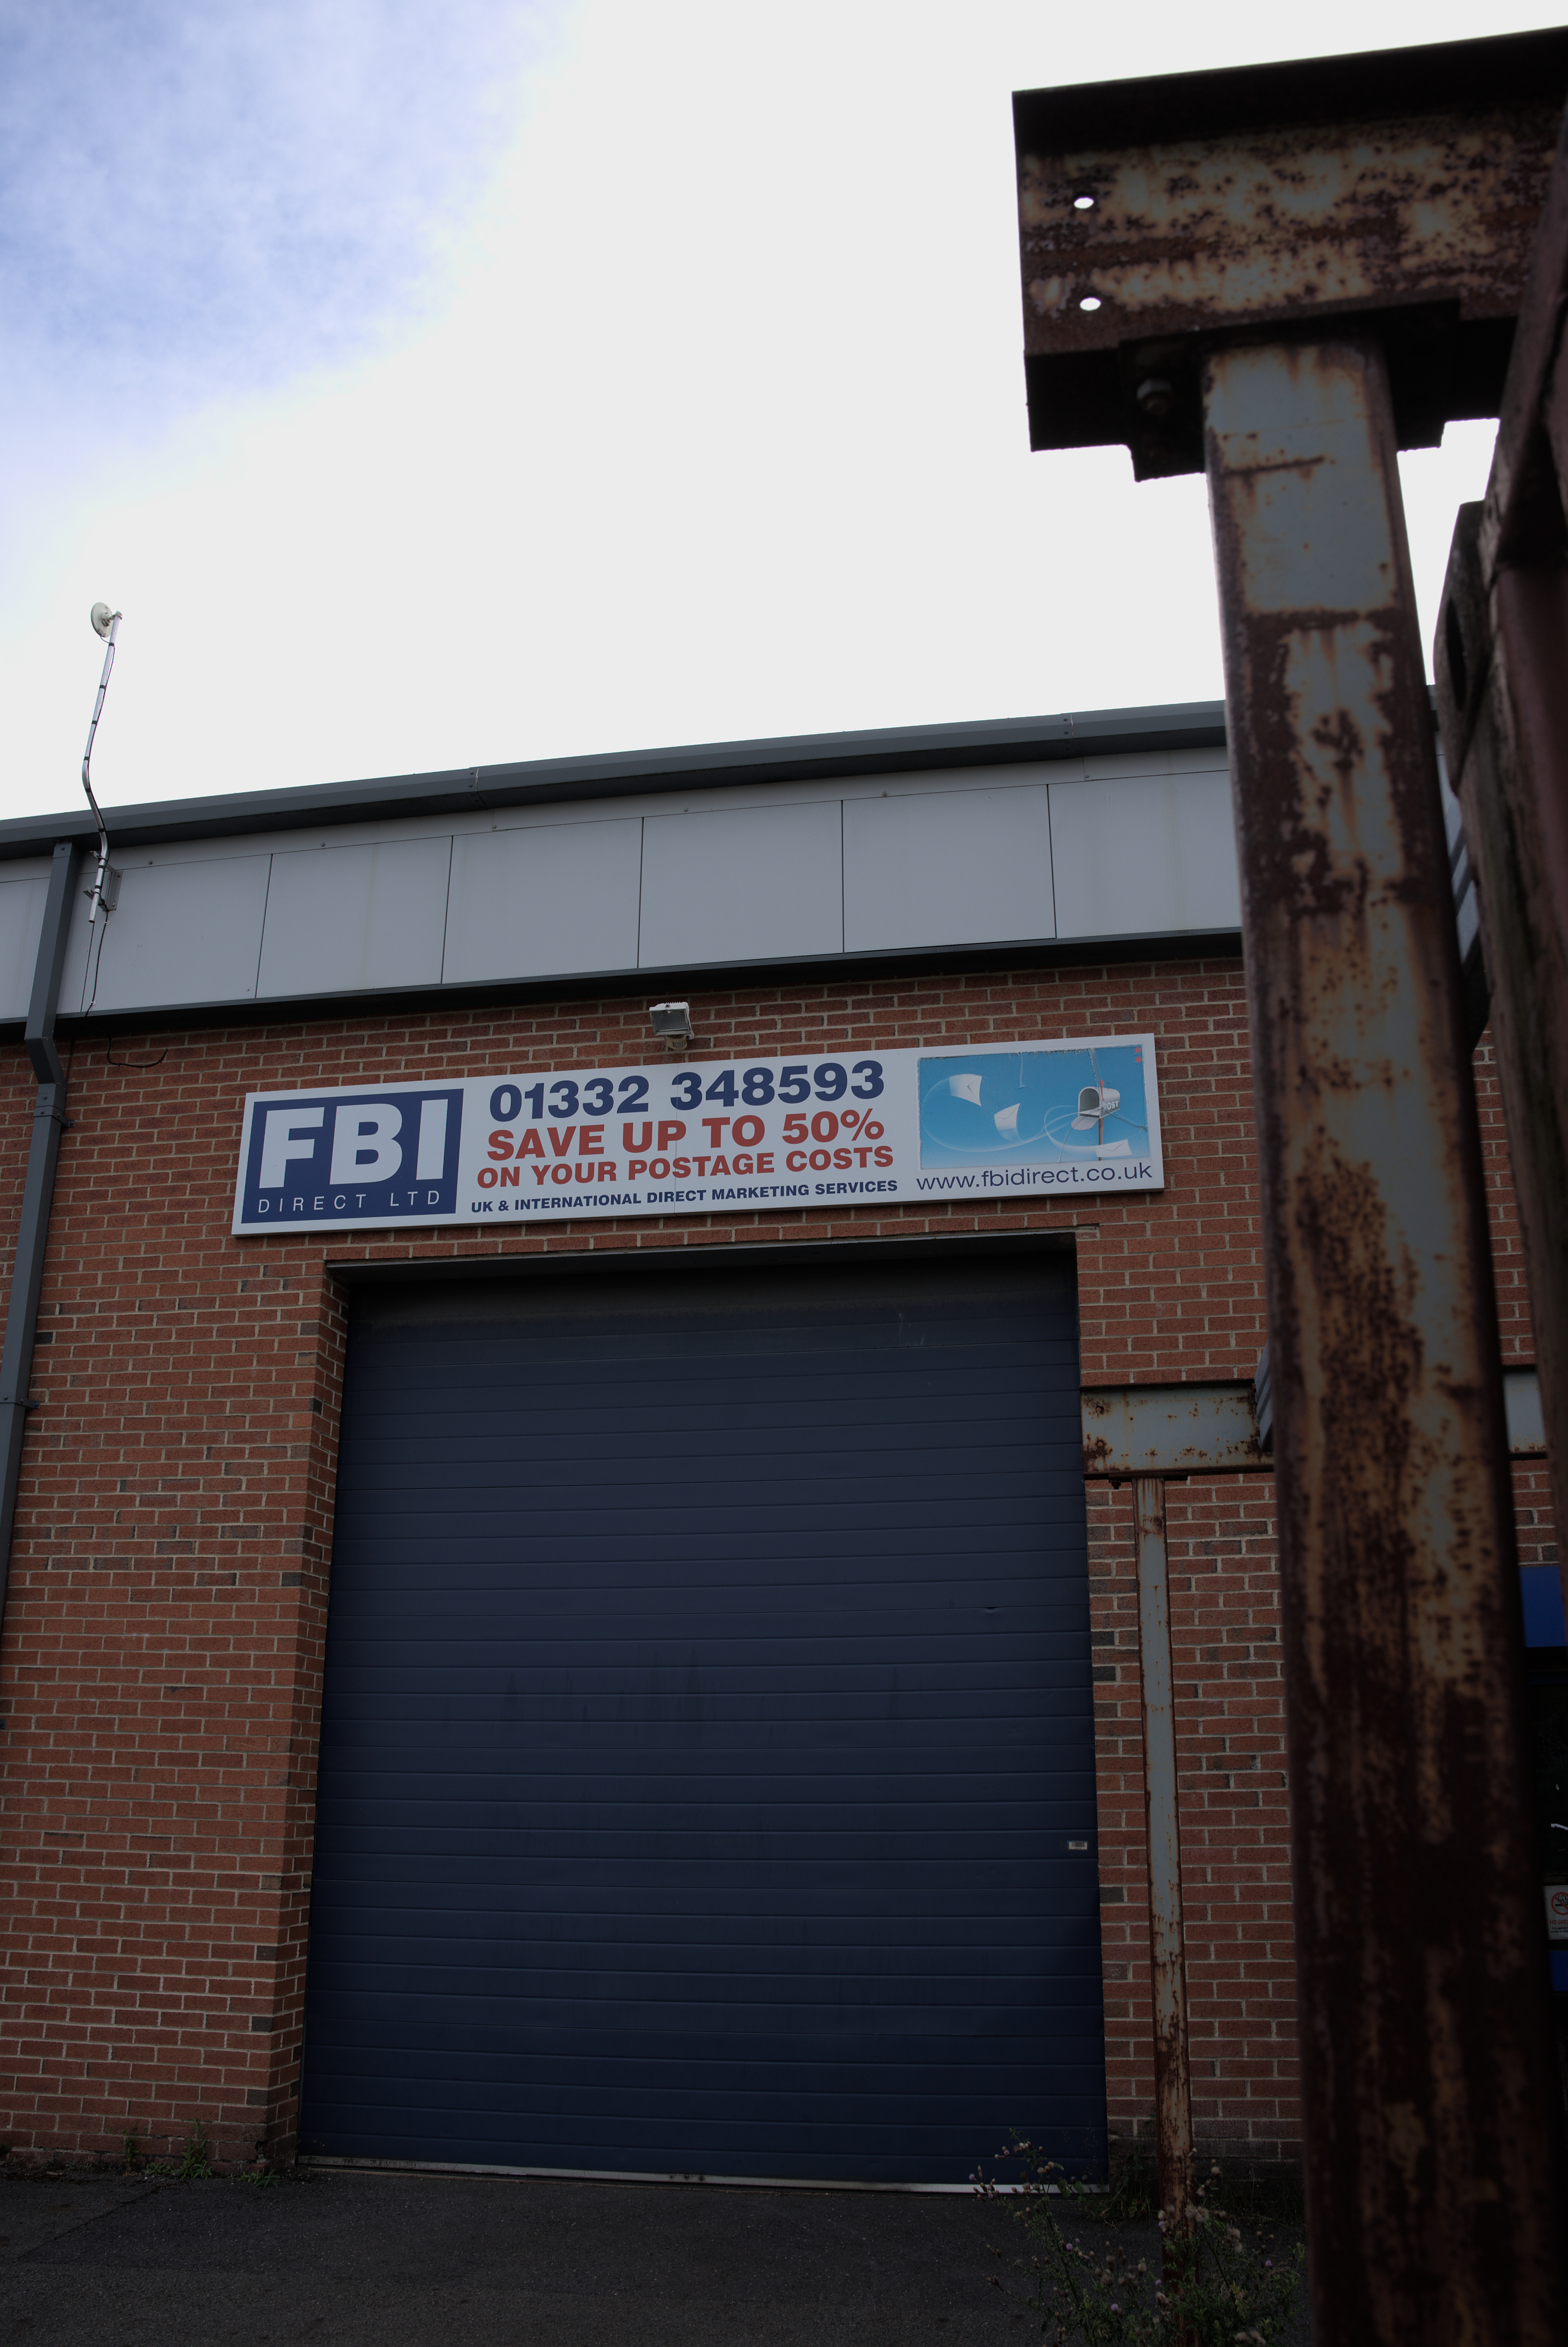 FBI
DIRECT LTD
01332 348593
SAVE UP TO 50%
ON YOUR POSTAGE COSTS
UK & INTERNATIONAL DIRECT MARKETING SERVICES
POST
www.fbidirect.co.uk